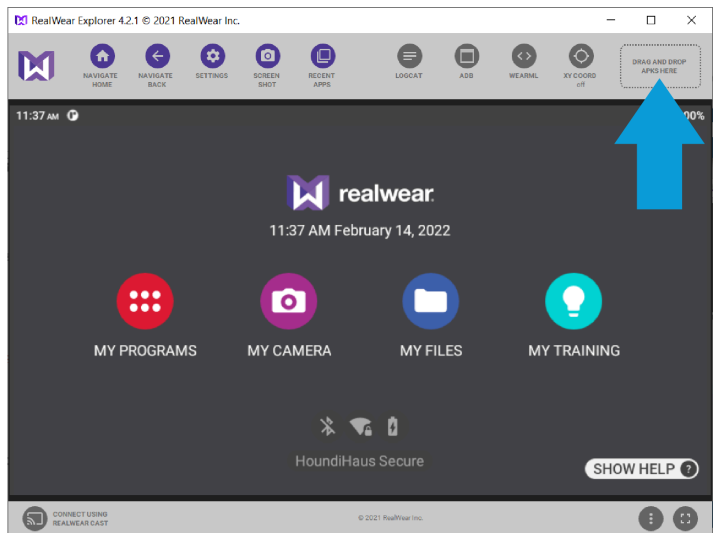 RealWear Explorer 4.2.1 © 2021 RealWear Inc.
NAVIGATE
HOME
NAVIGATE
BACK
SETTINGS
SCREEN
SHOT
RECENT
APPS
LOGCAT
ADB
WEARML
XY COORD
off
DRAG AND DROP
APKS HERE
11:37 AM
00%
realwear.
11:37 AM February 14, 2022
MY PROGRAMS
MY CAMERA
MY FILES
MY TRAINING
HoundiHaus Secure
SHOW HELP ?
CONNECT USING
REALWEAR CAST
© 2021 RealWear Inc.